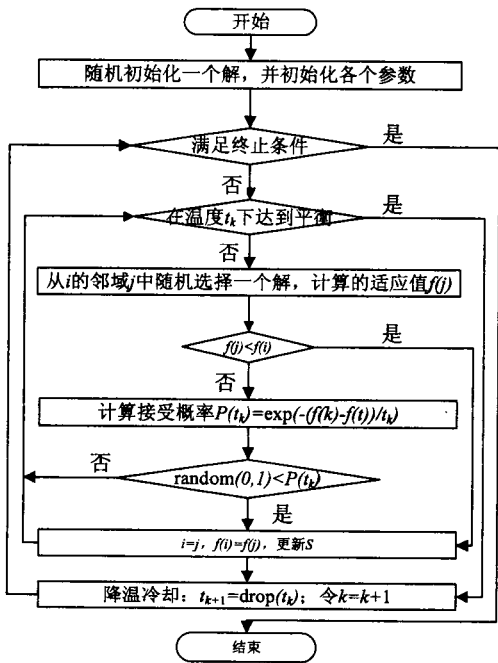 开始
随机初始化一个解，并初始化各个参数
满足终止条件
是
否
在温度tk下达到平衡
是
否
从i的邻域j中随机选择一个解，计算的适应值f(j)
f(j)<f(i)
是
否
计算接受概率P(tk)=exp(-(f(k)-f(t))/tk)
否
random(0,1)<P(tk)
是
i=j，f(i)=f(j)，更新S
降温冷却：tk+1=drop(tk)；令k=k+1
结束